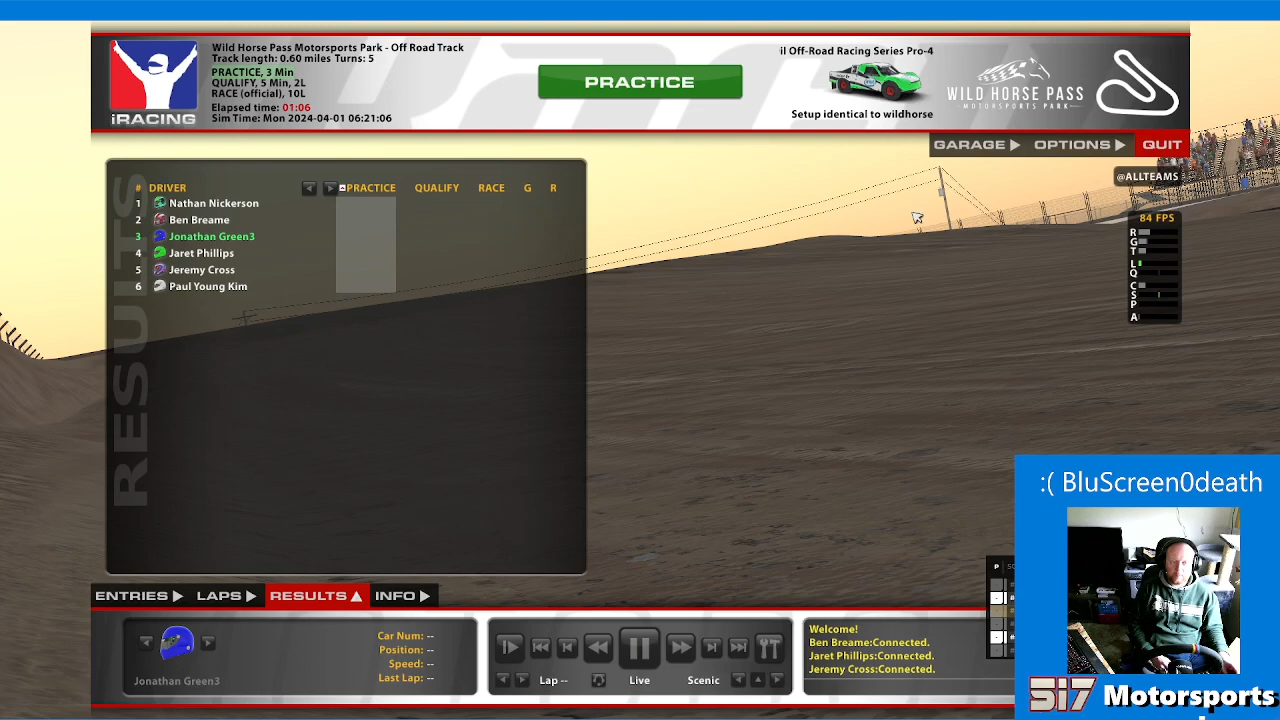 Wild Horse Pass Motorsports Park - Off Road Track
Track length: 0.60 miles Turns: 5
PRACTICE, 3 Min
QUALIFY, 5 Min, 2L
RACE (official), 10L
Elapsed time: 01:06
Sim Time: Mon 2024-04-01 06:21:06
iRACING
PRACTICE
il Off-Road Racing Series Pro-4
Setup identical to wildhorse
WILD HORSE PASS
MOTORSPORTS PARK
GARAGE OPTIONS QUIT
@ALLTEAMS
84 FPS
R
G
T
L
Q
C
S
P
A
RESULTS
# DRIVER PRACTICE QUALIFY RACE G R
1 Nathan Nickerson
2 Ben Breame
3 Jonathan Green3
4 Jaret Phillips
5 Jeremy Cross
6 Paul Young Kim
ENTRIES LAPS RESULTS INFO
Jonathan Green3
Car Num: --
Position: --
Speed: --
Last Lap: --
Lap -- Live Scenic
Welcome!
Ben Breame:Connected.
Jaret Phillips:Connected.
Jeremy Cross:Connected.
P
:( BluScreen0death
517 Motorsports